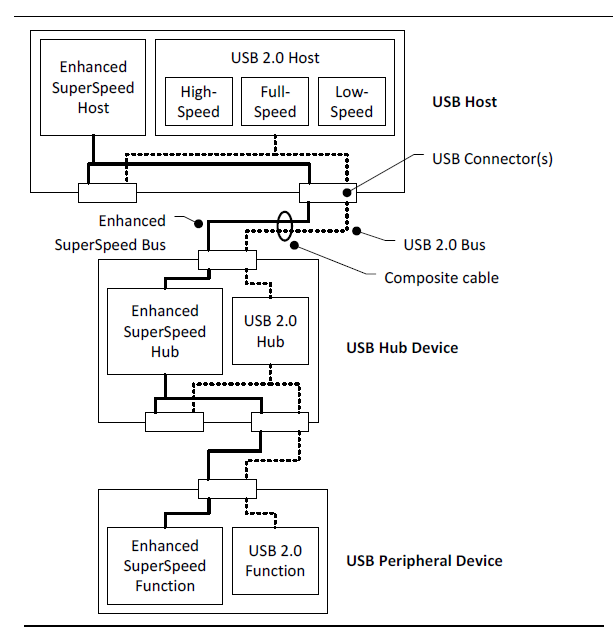 Enhanced
SuperSpeed
Host
USB 2.0 Host
High-
Speed
Full-
Speed
Low-
Speed
USB Host
USB Connector(s)
Enhanced
SuperSpeed Bus
USB 2.0 Bus
Composite cable
Enhanced
SuperSpeed
Hub
USB 2.0
Hub
USB Hub Device
Enhanced
SuperSpeed
Function
USB 2.0
Function
USB Peripheral Device